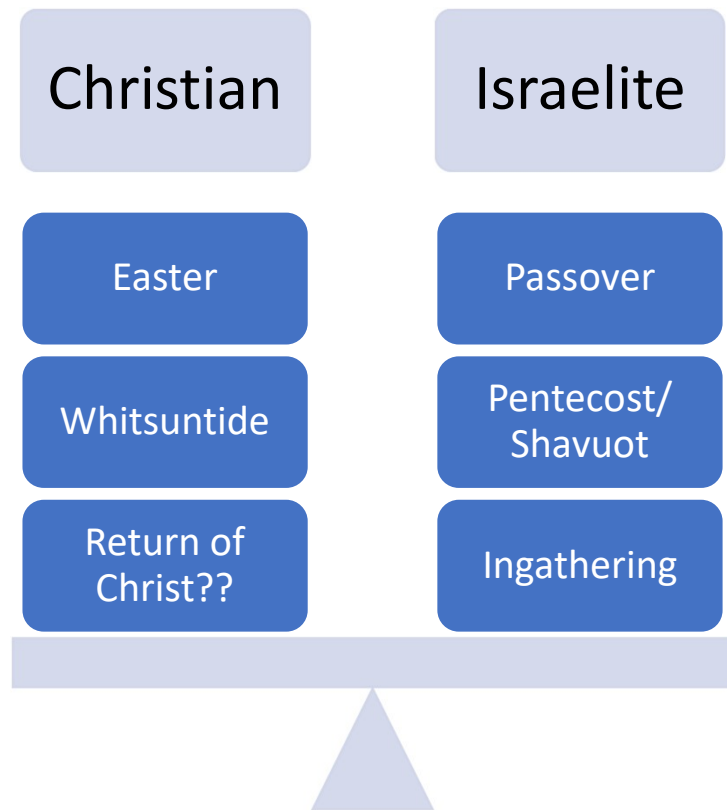 Christian
Israelite
Easter
Passover
Whitsuntide
Pentecost/
Shavuot
Return of
Christ??
Ingathering